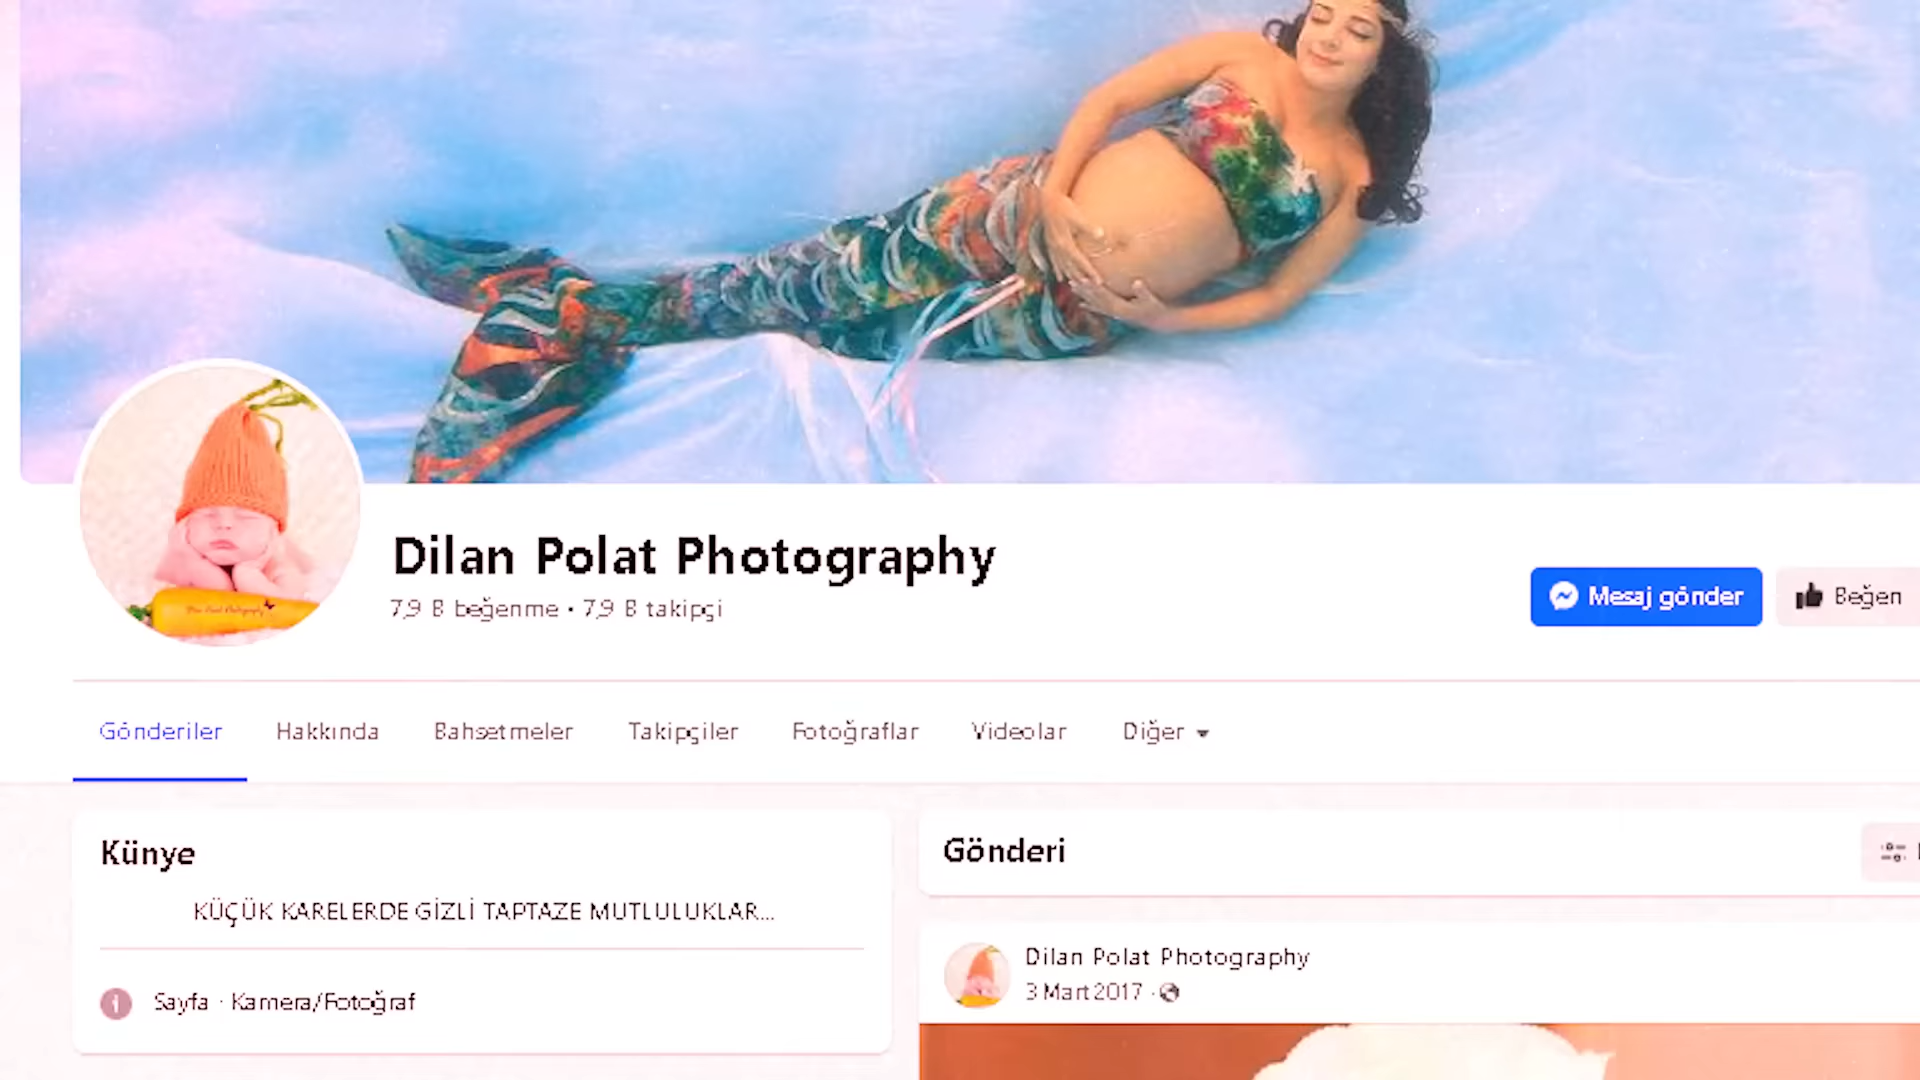 Dilan Polat Photography
7,9 B beğenme • 7,9 B takipçi
Mesaj gönder
Beğen
Gönderiler Hakkında Bahsetmeler Takipçiler Fotoğraflar Videolar Diğer
Künye
KÜÇÜK KARELERDE GİZLİ TAPTAZE MUTLULUKLAR...
Sayfa · Kamera/Fotoğraf
Gönderi
Dilan Polat Photography
3 Mart 2017 ·